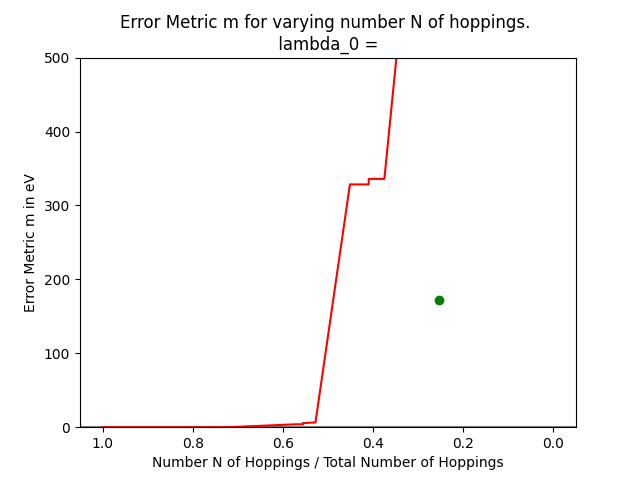 Error Metric m for varying number N of hoppings.
lambda_0 =
500
400
300
200
100
0
Error Metric m in eV
1.0 0.8 0.6 0.4 0.2 0.0
Number N of Hoppings / Total Number of Hoppings